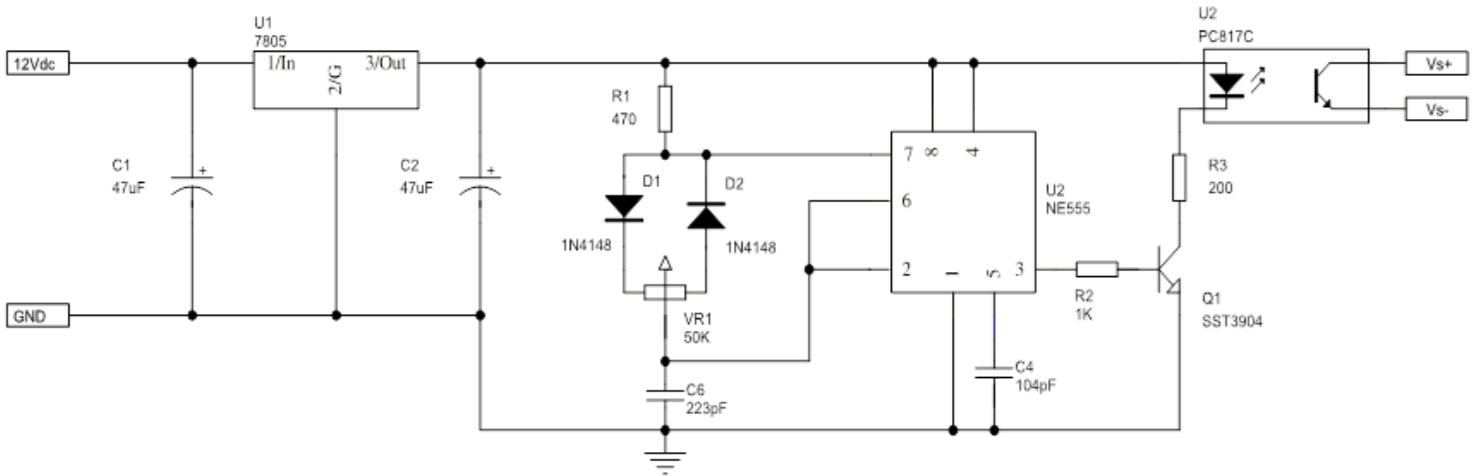 U1
7805
12Vdc
1/In
2/G
3/Out
C1
47uF
C2
47uF
GND
R1
470
D1
1N4148
D2
1N4148
VR1
50K
C6
223pF
7
8
4
6
2
1
5
3
U2
NE555
C4
104pF
R2
1K
Q1
SST3904
R3
200
U2
PC817C
Vs+
Vs-